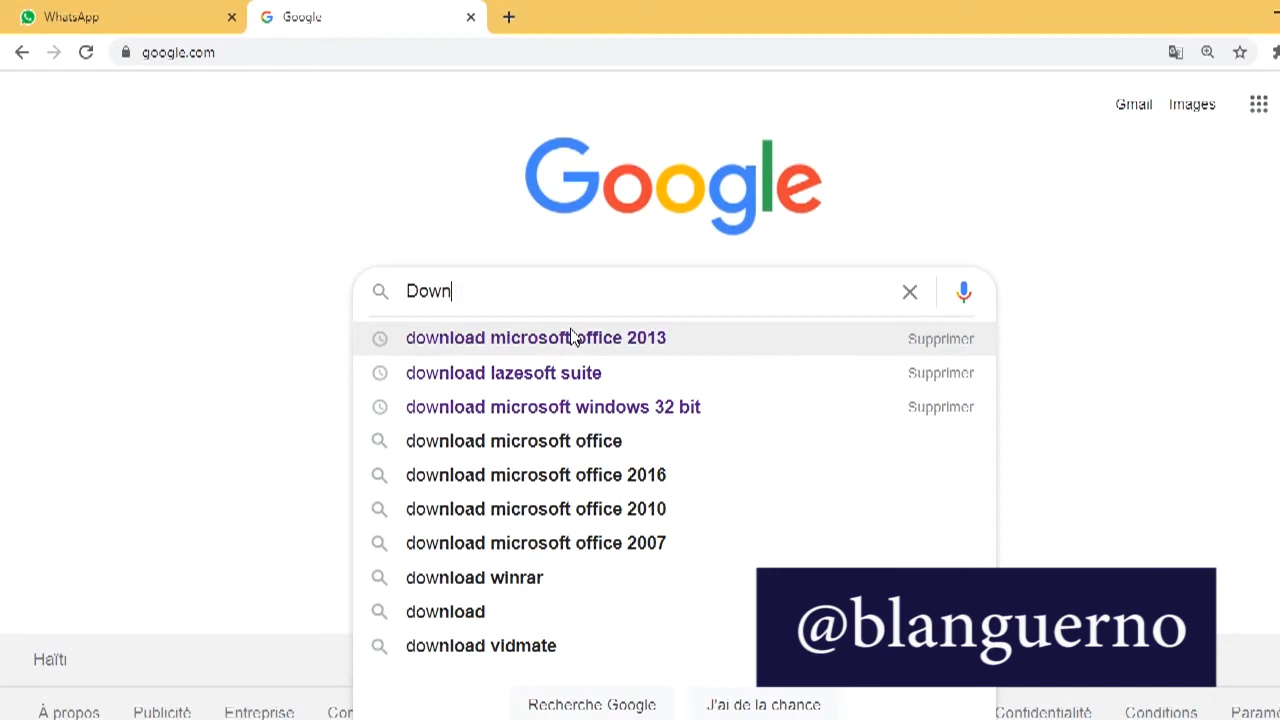 WhatsApp
Google
google.com
Gmail Images
Google
Down
download microsoft office 2013 Supprimer
download lazesoft suite Supprimer
download microsoft windows 32 bit Supprimer
download microsoft office
download microsoft office 2016
download microsoft office 2010
download microsoft office 2007
download winrar
download
download vidmate
@blanguerno
Haïti
Recherche Google J'ai de la chance
À propos Publicité Entreprise Confidentialité Conditions